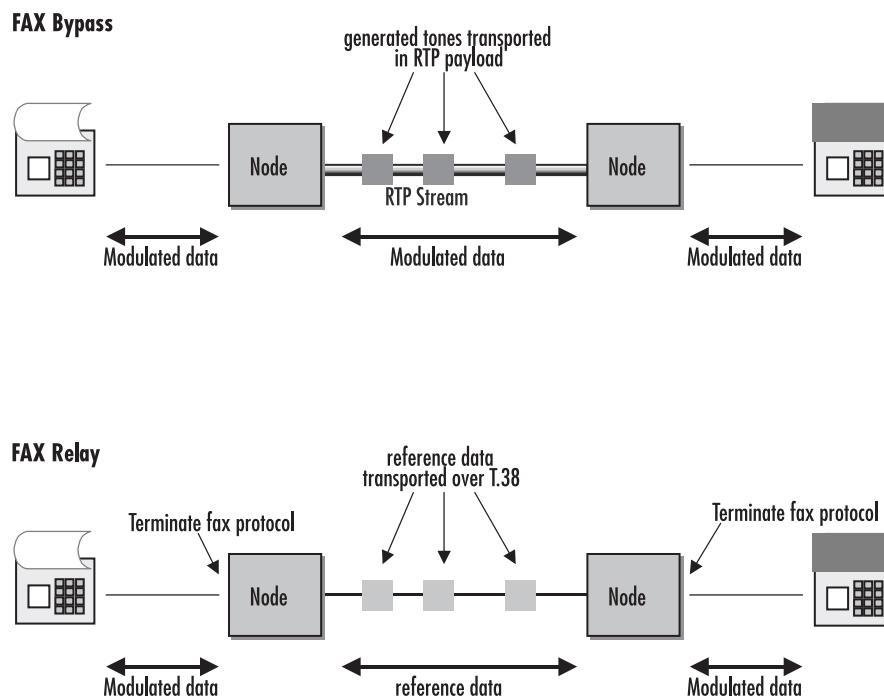 FAX Bypass
generated tones transported
in RTP payload
Node
Node
RTP Stream
Modulated data
Modulated data
Modulated data
FAX Relay
reference data
transported over T.38
Terminate fax protocol
Terminate fax protocol
Node
Node
Modulated data
reference data
Modulated data